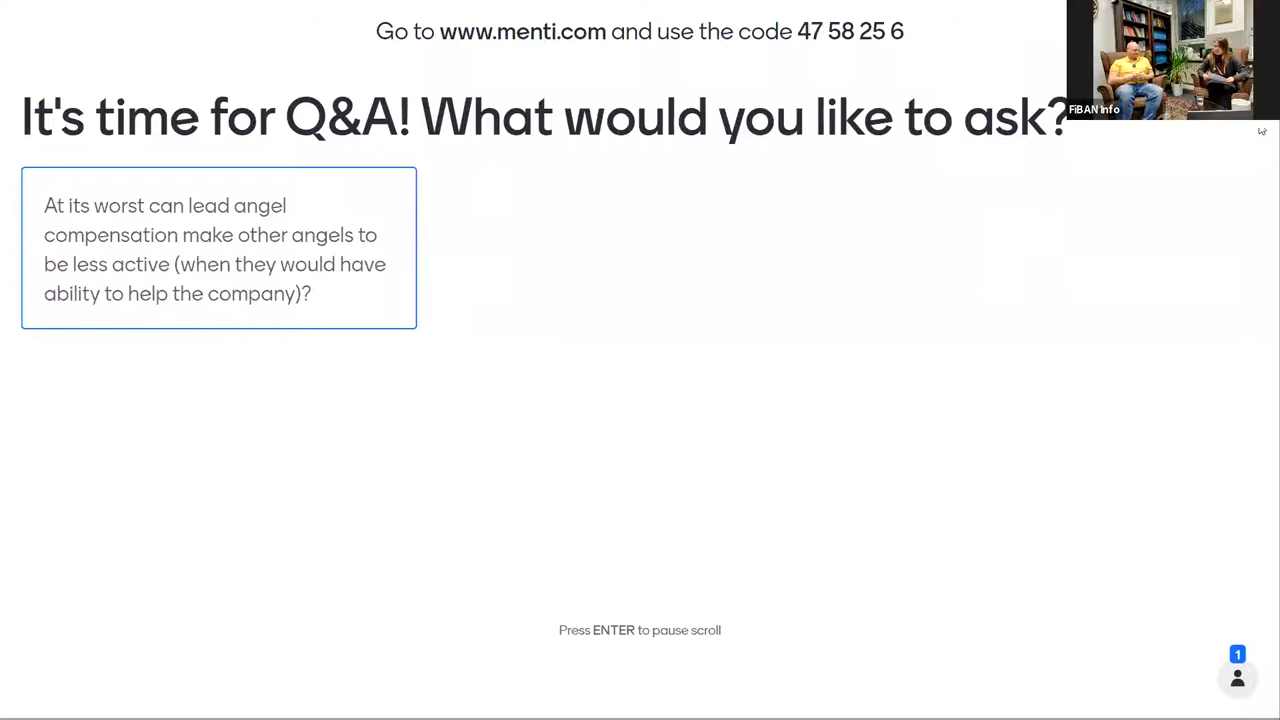 Go to www.menti.com and use the code 47 58 25 6
It's time for Q&A! What would you like to ask?
FiBAN Info
At its worst can lead angel
compensation make other angels to
be less active (when they would have
ability to help the company)?
Press ENTER to pause scroll
1